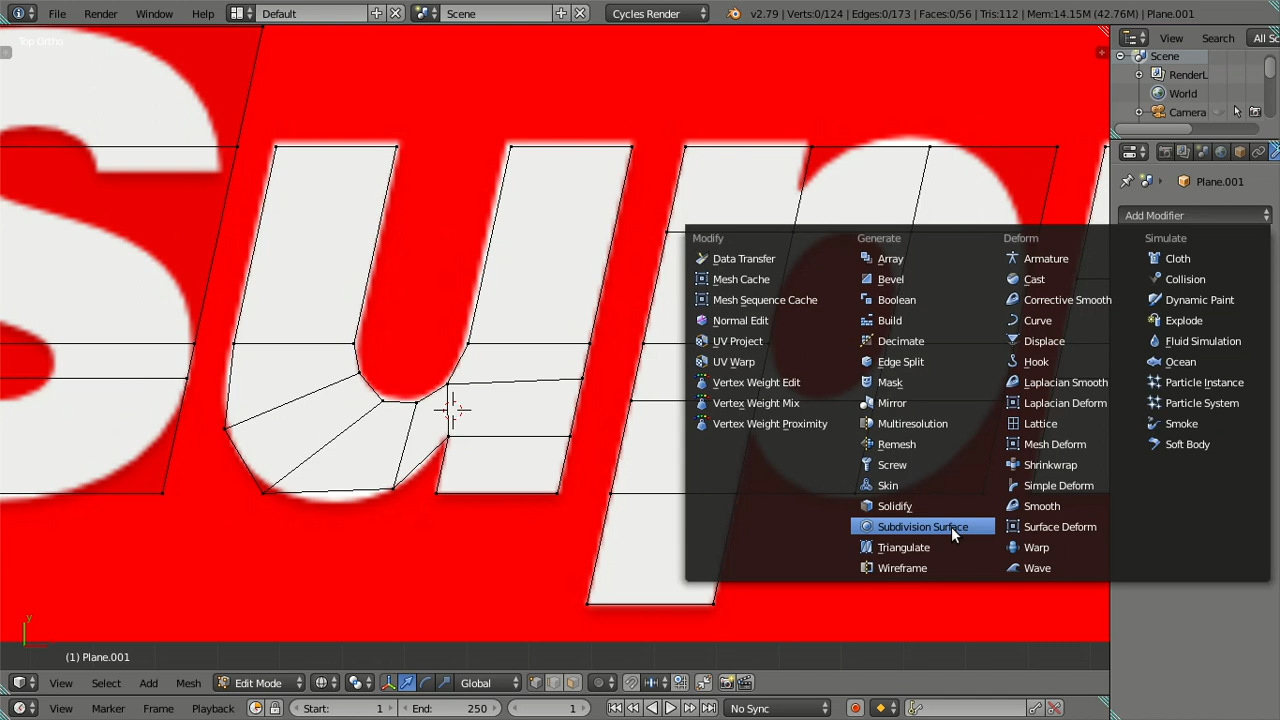 File Render Window Help Default Scene Cycles Render v2.79 | Verts:0/124 | Edges:0/173 | Faces:0/56 | Tris:112 | Mem:14.15M (42.76M) | Plane.001
Top Ortho
View Search All Sc
Scene
RenderL
World
Camera
Plane.001
Add Modifier
sup
Modify
Data Transfer
Mesh Cache
Mesh Sequence Cache
Normal Edit
UV Project
UV Warp
Vertex Weight Edit
Vertex Weight Mix
Vertex Weight Proximity
Generate
Array
Bevel
Boolean
Build
Decimate
Edge Split
Mask
Mirror
Multiresolution
Remesh
Screw
Skin
Solidify
Subdivision Surface
Triangulate
Wireframe
Deform
Armature
Cast
Corrective Smooth
Curve
Displace
Hook
Laplacian Smooth
Laplacian Deform
Lattice
Mesh Deform
Shrinkwrap
Simple Deform
Smooth
Surface Deform
Warp
Wave
Simulate
Cloth
Collision
Dynamic Paint
Explode
Fluid Simulation
Ocean
Particle Instance
Particle System
Smoke
Soft Body
y
(1) Plane.001
View Select Add Mesh Edit Mode Global
View Marker Frame Playback Start: 1 End: 250 1 No Sync